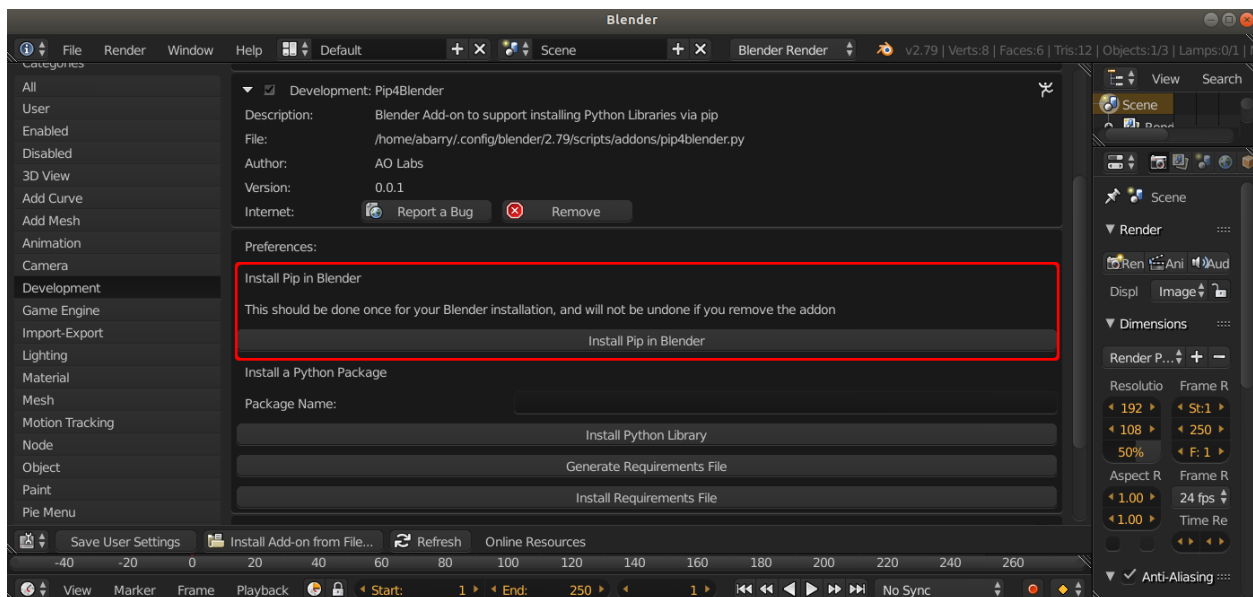 Blender
File Render Window Help Default Scene Blender Render v2.79 | Verts:8 | Faces:6 | Tris:12 | Objects:1/3 | Lamps:0/1 |
Categories
All
User
Enabled
Disabled
3D View
Add Curve
Add Mesh
Animation
Camera
Development
Game Engine
Import-Export
Lighting
Material
Mesh
Motion Tracking
Node
Object
Paint
Pie Menu
Development: Pip4Blender
Description: Blender Add-on to support installing Python Libraries via pip
File: /home/abarry/.config/blender/2.79/scripts/addons/pip4blender.py
Author: AO Labs
Version: 0.0.1
Internet: Report a Bug Remove
Preferences:
Install Pip in Blender
This should be done once for your Blender installation, and will not be undone if you remove the addon
Install Pip in Blender
Install a Python Package
Package Name:
Install Python Library
Generate Requirements File
Install Requirements File
Save User Settings Install Add-on from File... Refresh Online Resources
View Search
Scene
Scene
Render
Ren Ani Aud
Displ Image
Dimensions
Render P...
Resolutio Frame R
192 St:1
108 250
50% F: 1
Aspect R Frame R
1.00 24 fps
1.00 Time Re
Anti-Aliasing
-40 -20 0 20 40 60 80 100 120 140 160 180 200 220 240 260
View Marker Frame Playback Start: 1 End: 250 1 No Sync